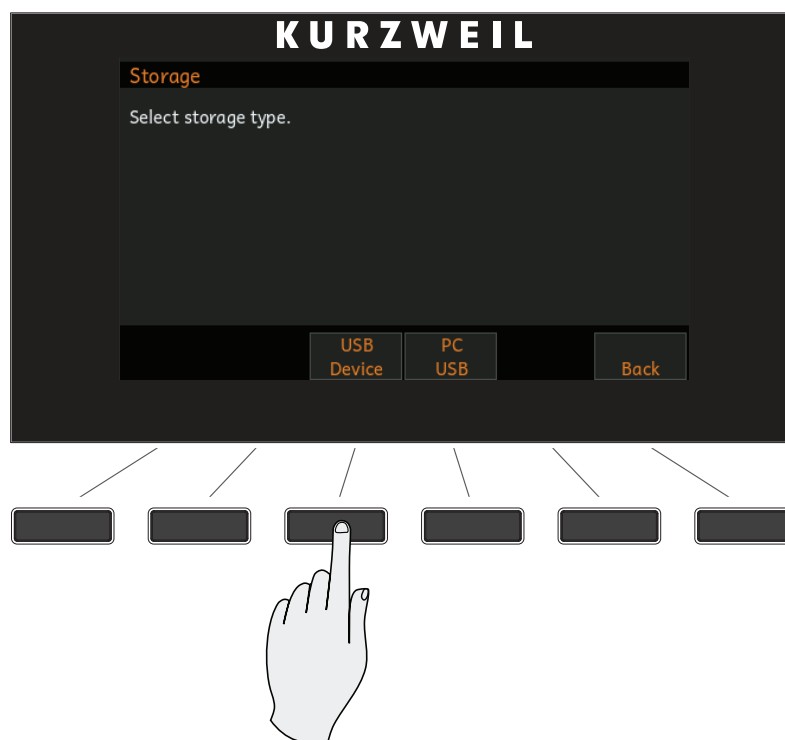 KURZWEIL
Storage
Select storage type.
USB
Device
PC
USB
Back